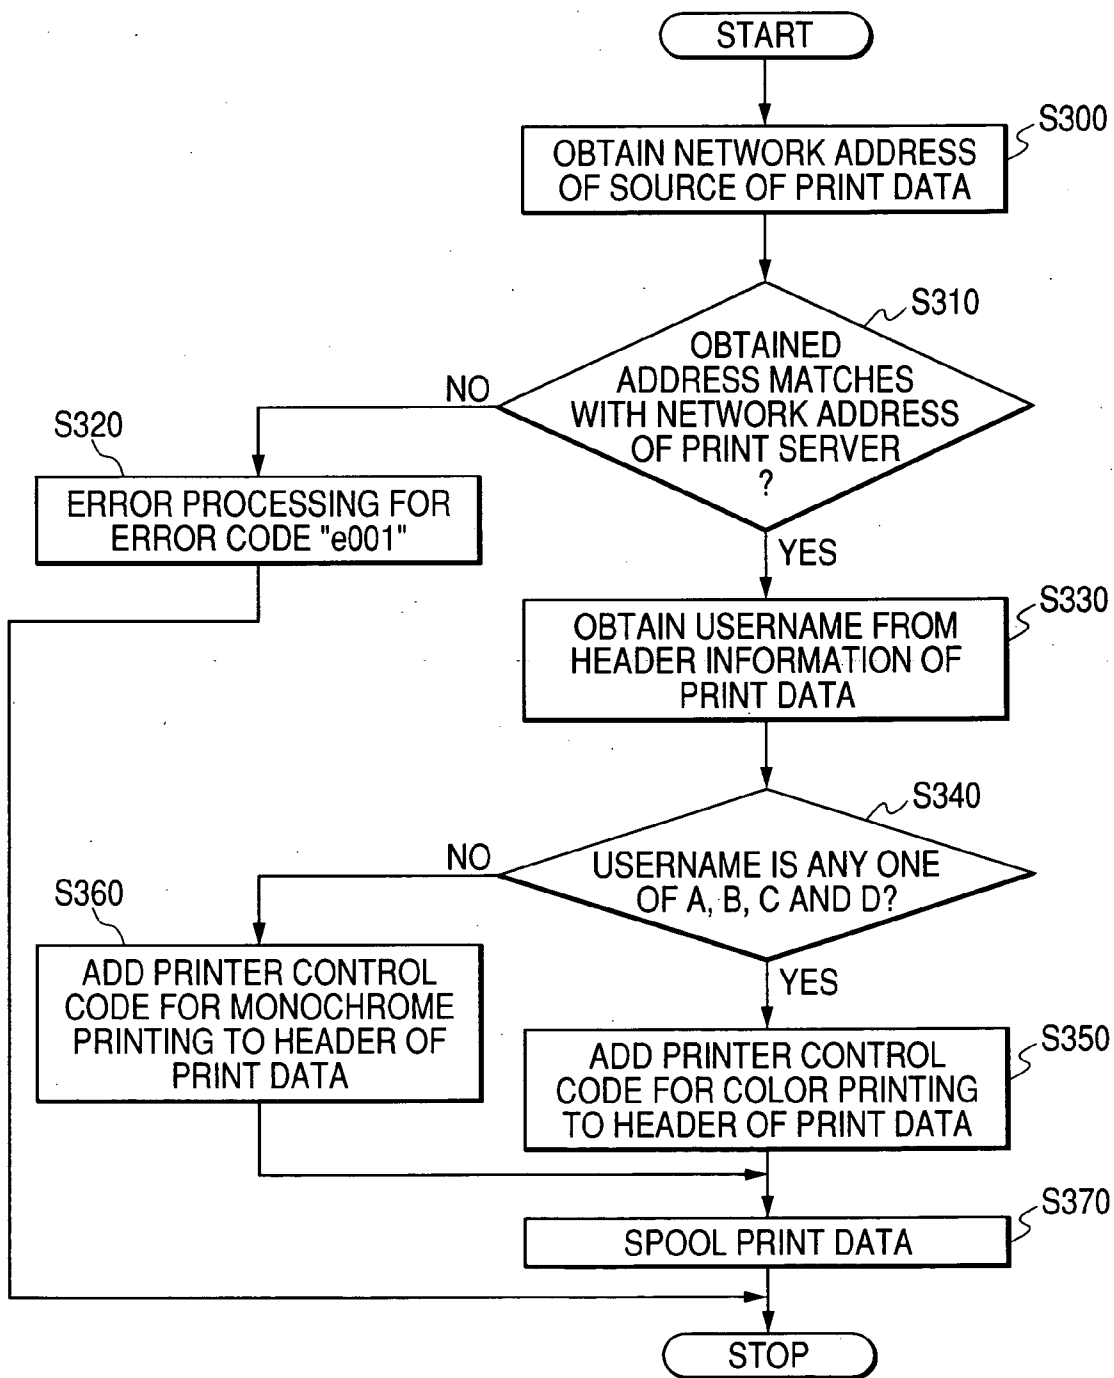 START
S300
OBTAIN NETWORK ADDRESS
OF SOURCE OF PRINT DATA
S310
OBTAINED
ADDRESS MATCHES
WITH NETWORK ADDRESS
OF PRINT SERVER
?
NO
YES
S320
ERROR PROCESSING FOR
ERROR CODE "e001"
S330
OBTAIN USERNAME FROM
HEADER INFORMATION OF
PRINT DATA
S340
USERNAME IS ANY ONE
OF A, B, C AND D?
NO
YES
S360
ADD PRINTER CONTROL
CODE FOR MONOCHROME
PRINTING TO HEADER OF
PRINT DATA
S350
ADD PRINTER CONTROL
CODE FOR COLOR PRINTING
TO HEADER OF PRINT DATA
S370
SPOOL PRINT DATA
STOP